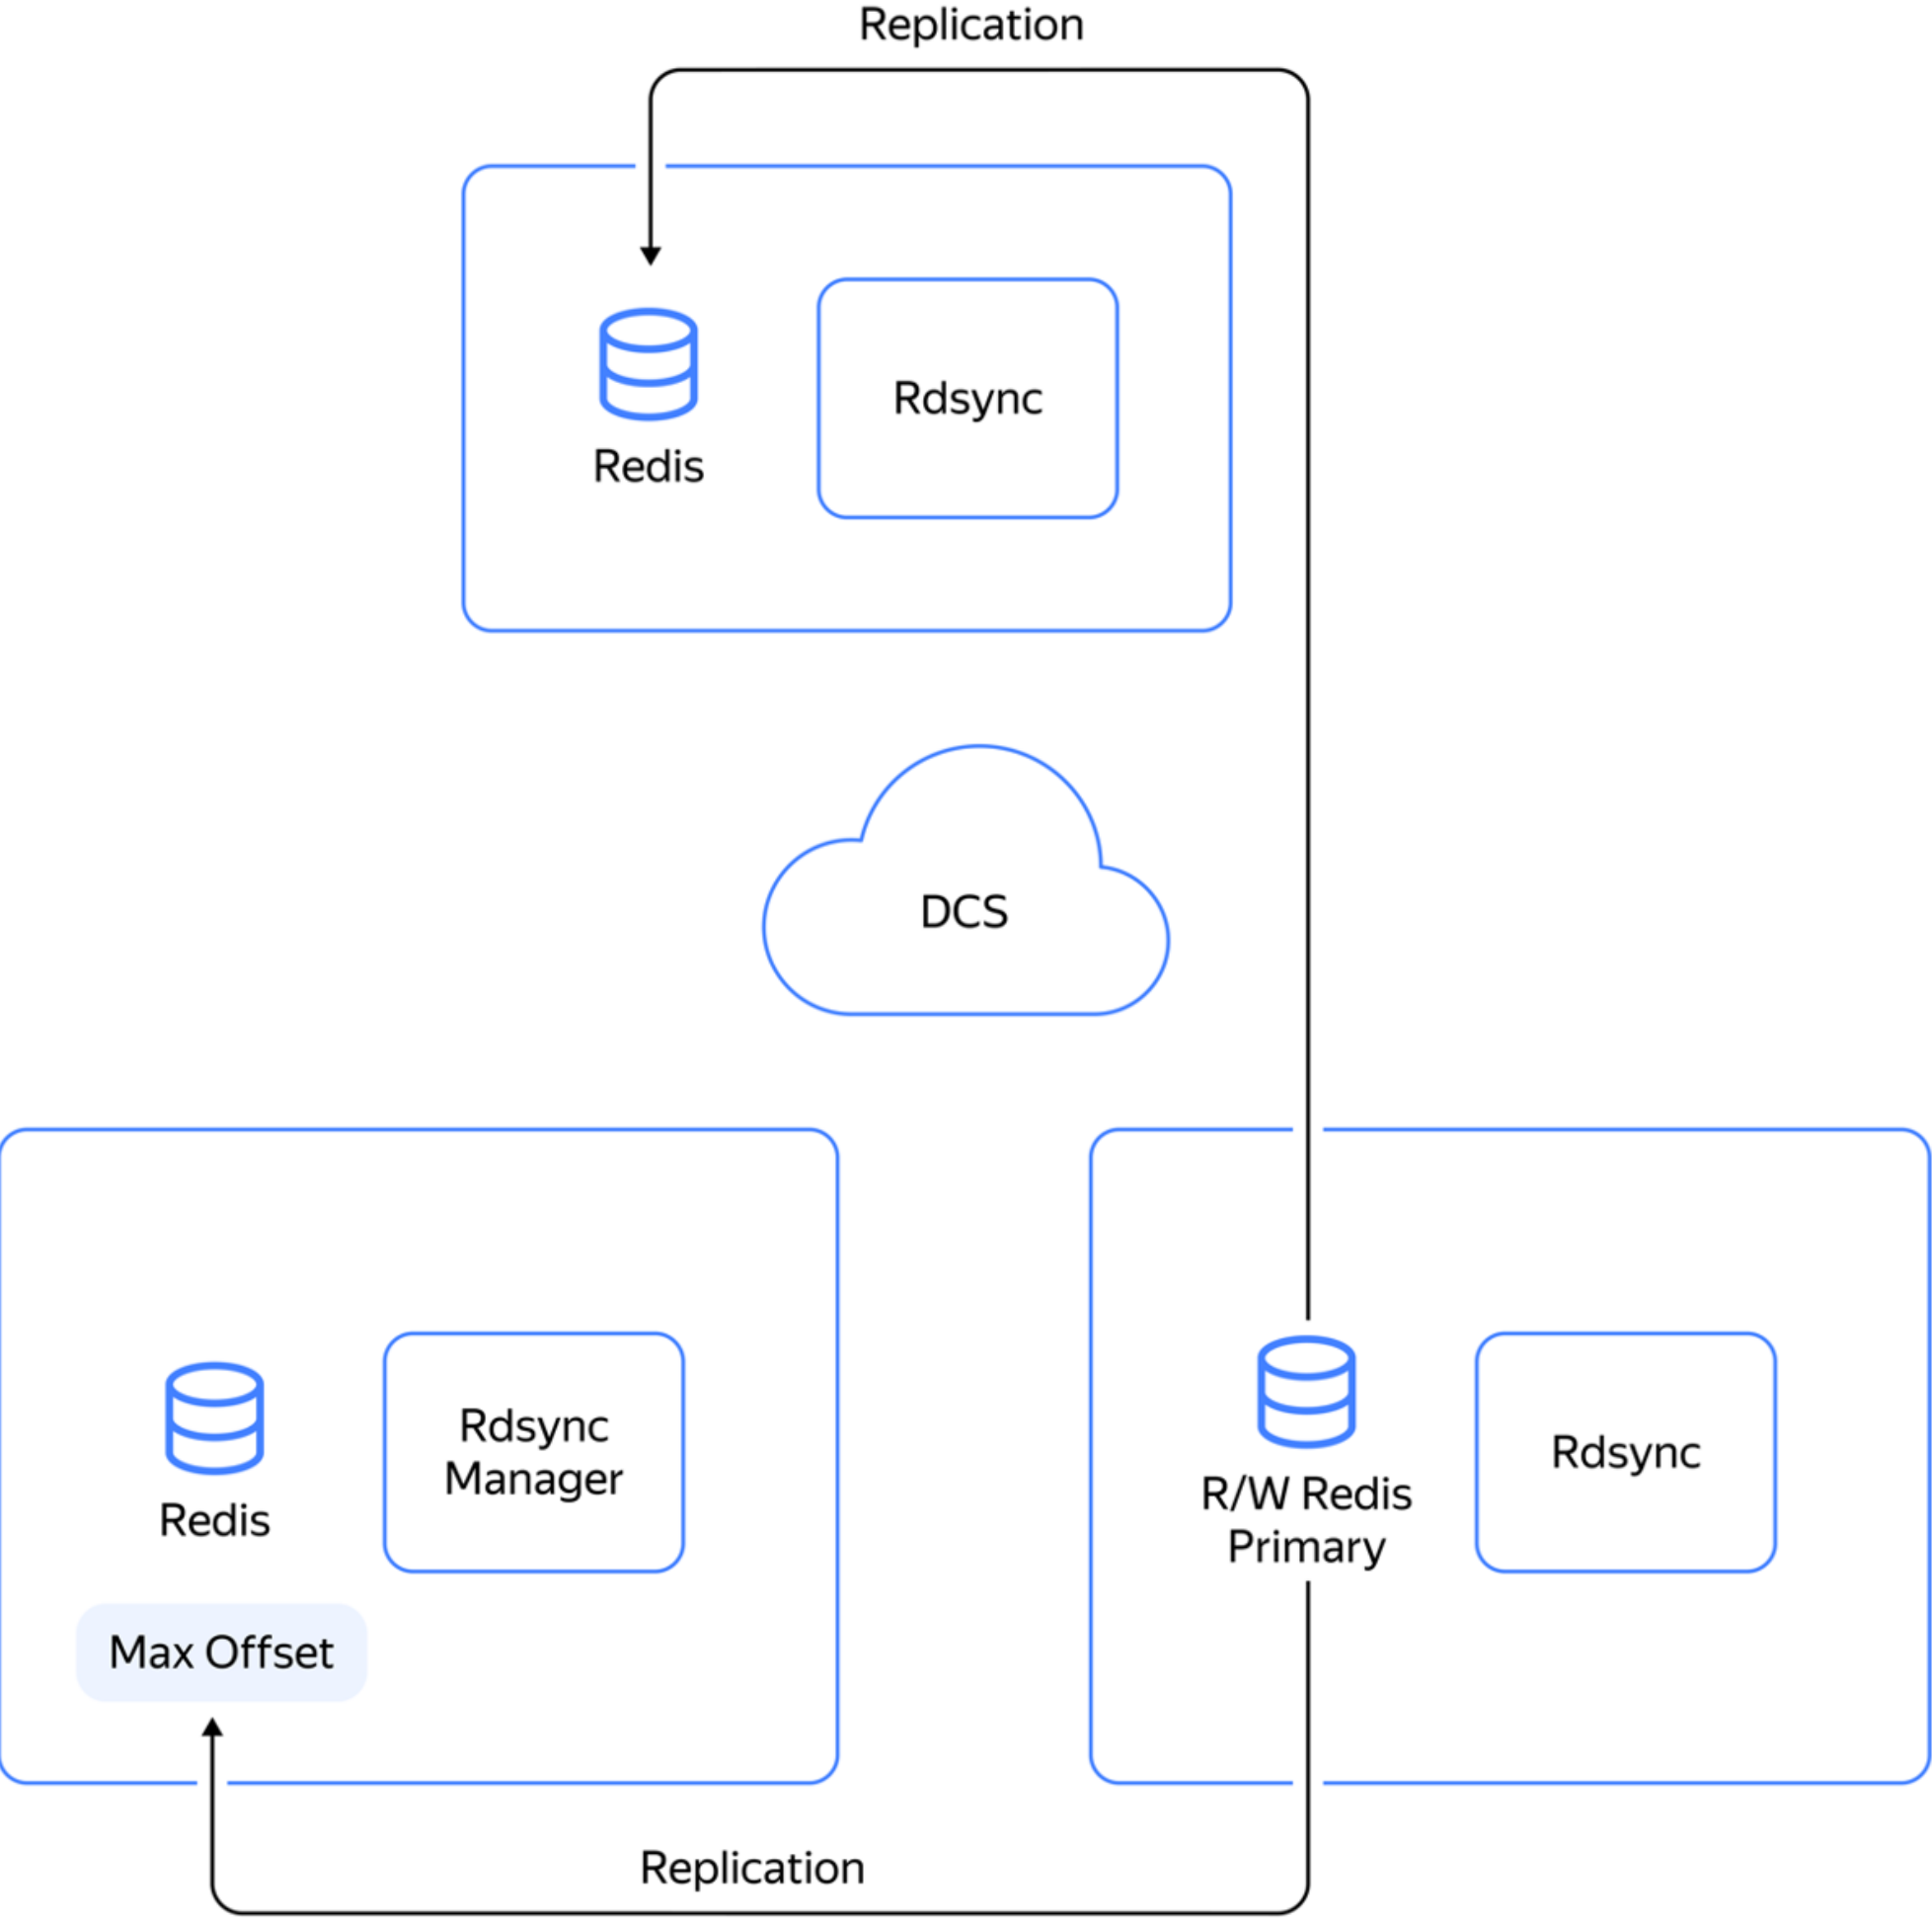 Replication
Rdsync
Redis
DCS
Rdsync
Manager
Redis
Max Offset
Rdsync
R/W Redis
Primary
Replication